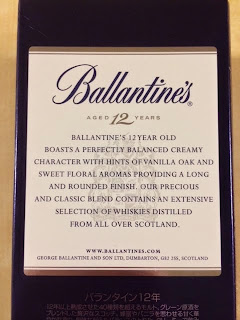 Ballantine's
AGED 12 YEARS
BALLANTINE'S 12 YEAR OLD
BOASTS A PERFECTLY BALANCED CREAMY
CHARACTER WITH HINTS OF VANILLA OAK AND
SWEET FLORAL AROMAS PROVIDING A LONG
AND ROUNDED FINISH. OUR PRECIOUS
AND CLASSIC BLEND CONTAINS AN EXTENSIVE
SELECTION OF WHISKIES DISTILLED
FROM ALL OVER SCOTLAND.
WWW.BALLANTINES.COM
GEORGE BALLANTINE AND SON LTD, DUMBARTON, G82 2SS, SCOTLAND
バランタイン12年